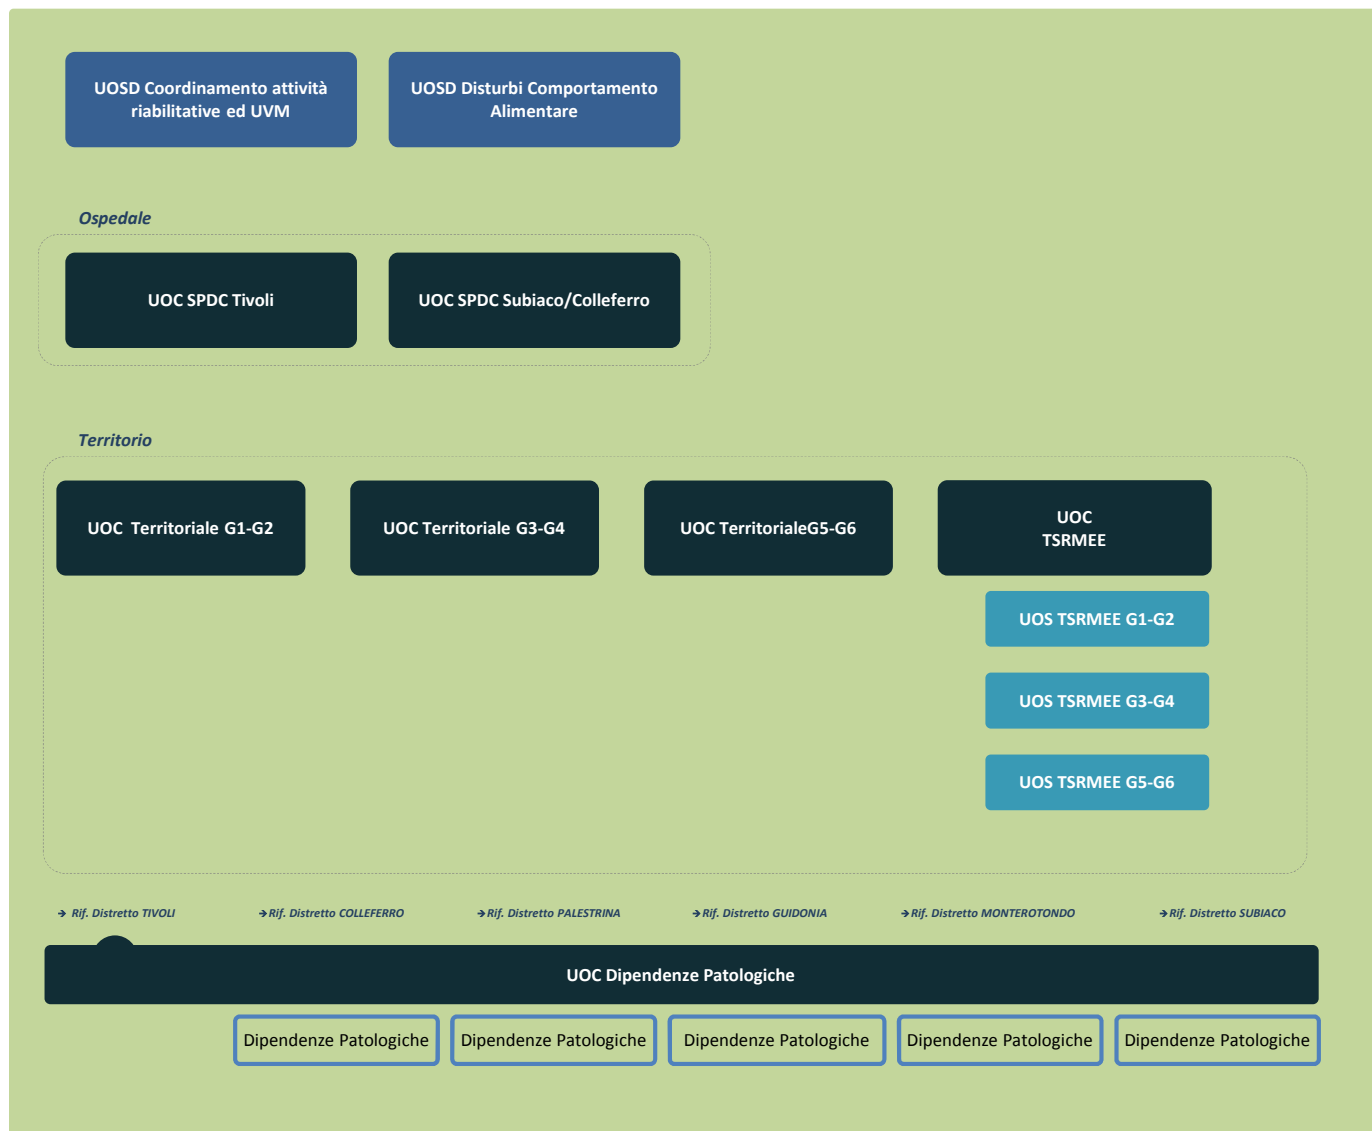 UOSD Coordinamento attività
riabilitative ed UVM
UOSD Disturbi Comportamento
Alimentare
Ospedale
UOC SPDC Tivoli
UOC SPDC Subiaco/Colleferro
Territorio
UOC Territoriale G1-G2
UOC Territoriale G3-G4
UOC TerritorialeG5-G6
UOC
TSRMEE
UOS TSRMEE G1-G2
UOS TSRMEE G3-G4
UOS TSRMEE G5-G6
→ Rif. Distretto TIVOLI
→Rif. Distretto COLLEFERRO
→Rif. Distretto PALESTRINA
→Rif. Distretto GUIDONIA
→Rif. Distretto MONTEROTONDO
→Rif. Distretto SUBIACO
UOC Dipendenze Patologiche
Dipendenze Patologiche
Dipendenze Patologiche
Dipendenze Patologiche
Dipendenze Patologiche
Dipendenze Patologiche